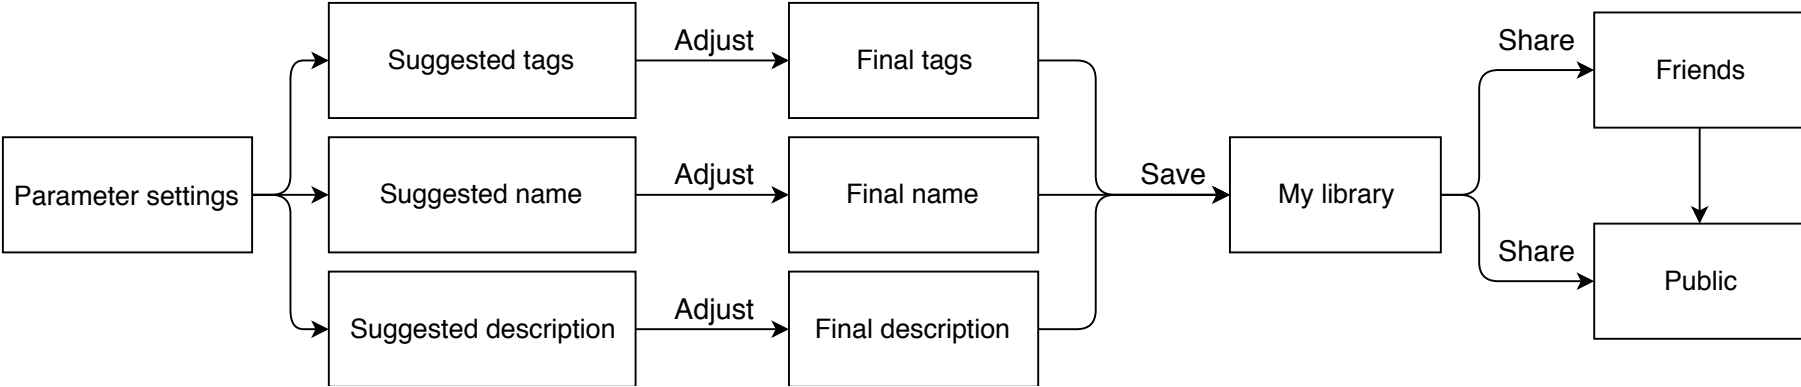 Parameter settings
Suggested tags
Adjust
Final tags
Suggested name
Adjust
Final name
Suggested description
Adjust
Final description
Save
My library
Share
Friends
Share
Public